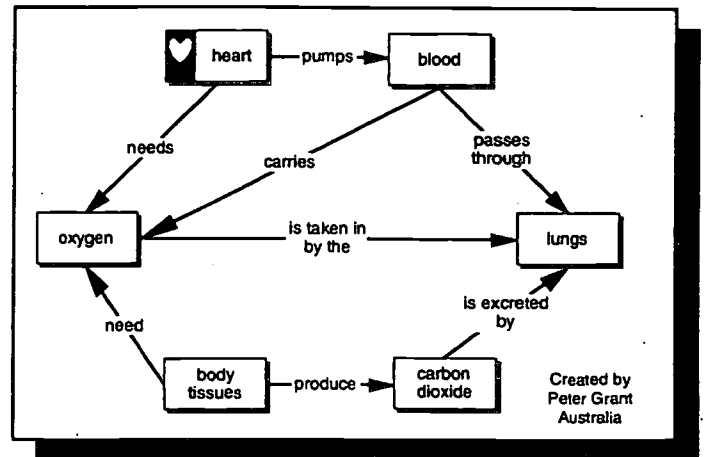 heart
pumps
blood
needs
carries
passes
through
oxygen
is taken in
by the
lungs
need
is excreted
by
body
tissues
produce
carbon
dioxide
Created by
Peter Grant
Australia